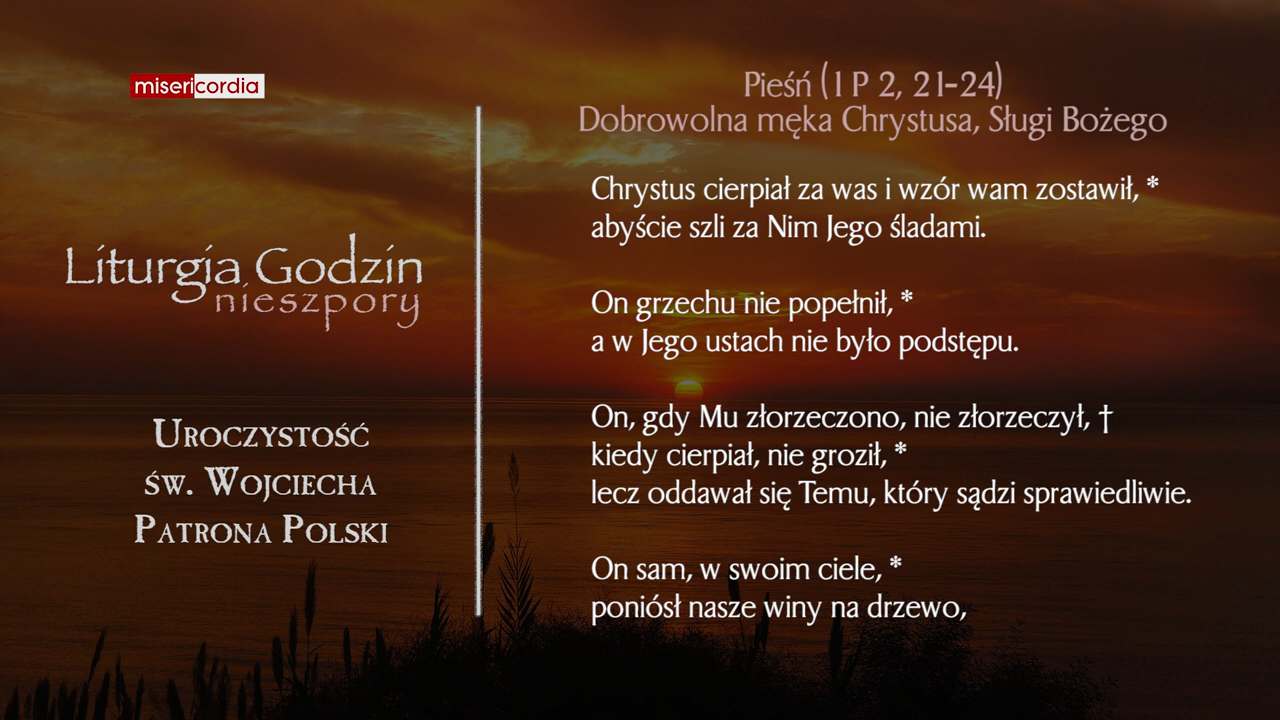 misericordia
Liturgia Godzin
nieszpory
Uroczystość
św. Wojciecha
Patrona Polski
Pieśń (1 P 2, 21-24)
Dobrowolna męka Chrystusa, Sługi Bożego
Chrystus cierpiał za was i wzór wam zostawił, *
abyście szli za Nim Jego śladami.
On grzechu nie popełnił, *
a w Jego ustach nie było podstępu.
On, gdy Mu złorzeczono, nie złorzeczył, †
kiedy cierpiał, nie groził, *
lecz oddawał się Temu, który sądzi sprawiedliwie.
On sam, w swoim ciele, *
poniósł nasze winy na drzewo,